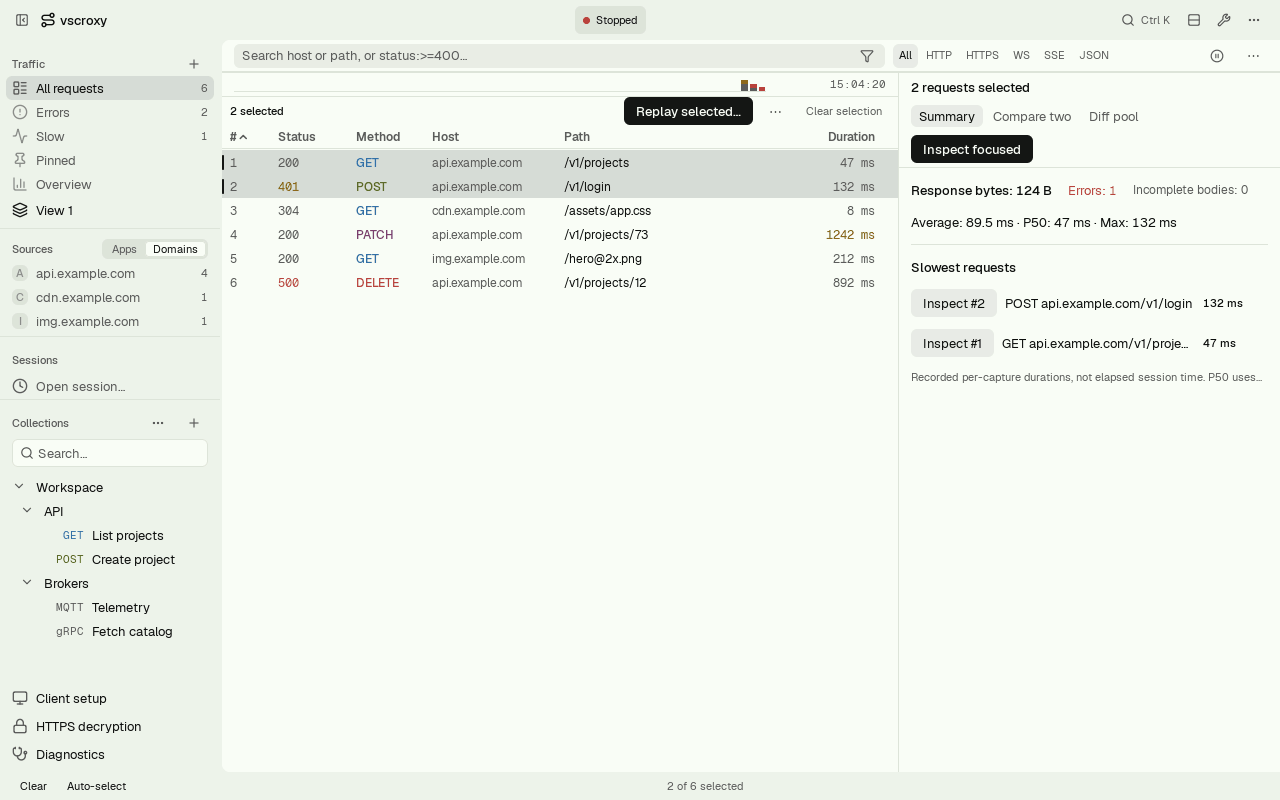 vscroxy
Stopped
Ctrl K
Traffic
All requests 6
Errors 2
Slow 1
Pinned
Overview
View 1
Sources Apps Domains
A api.example.com 4
C cdn.example.com 1
I img.example.com 1
Sessions
Open session...
Collections
Search...
Workspace
API
GET List projects
POST Create project
Brokers
MQTT Telemetry
gRPC Fetch catalog
Client setup
HTTPS decryption
Diagnostics
Clear Auto-select
Search host or path, or status:>=400...
All HTTP HTTPS WS SSE JSON
15:04:20
2 selected Replay selected... Clear selection
# Status Method Host Path Duration
1 200 GET api.example.com /v1/projects 47 ms
2 401 POST api.example.com /v1/login 132 ms
3 304 GET cdn.example.com /assets/app.css 8 ms
4 200 PATCH api.example.com /v1/projects/73 1242 ms
5 200 GET img.example.com /hero@2x.png 212 ms
6 500 DELETE api.example.com /v1/projects/12 892 ms
2 requests selected
Summary Compare two Diff pool
Inspect focused
Response bytes: 124 B Errors: 1 Incomplete bodies: 0
Average: 89.5 ms · P50: 47 ms · Max: 132 ms
Slowest requests
Inspect #2 POST api.example.com/v1/login 132 ms
Inspect #1 GET api.example.com/v1/proje... 47 ms
Recorded per-capture durations, not elapsed session time. P50 uses...
2 of 6 selected